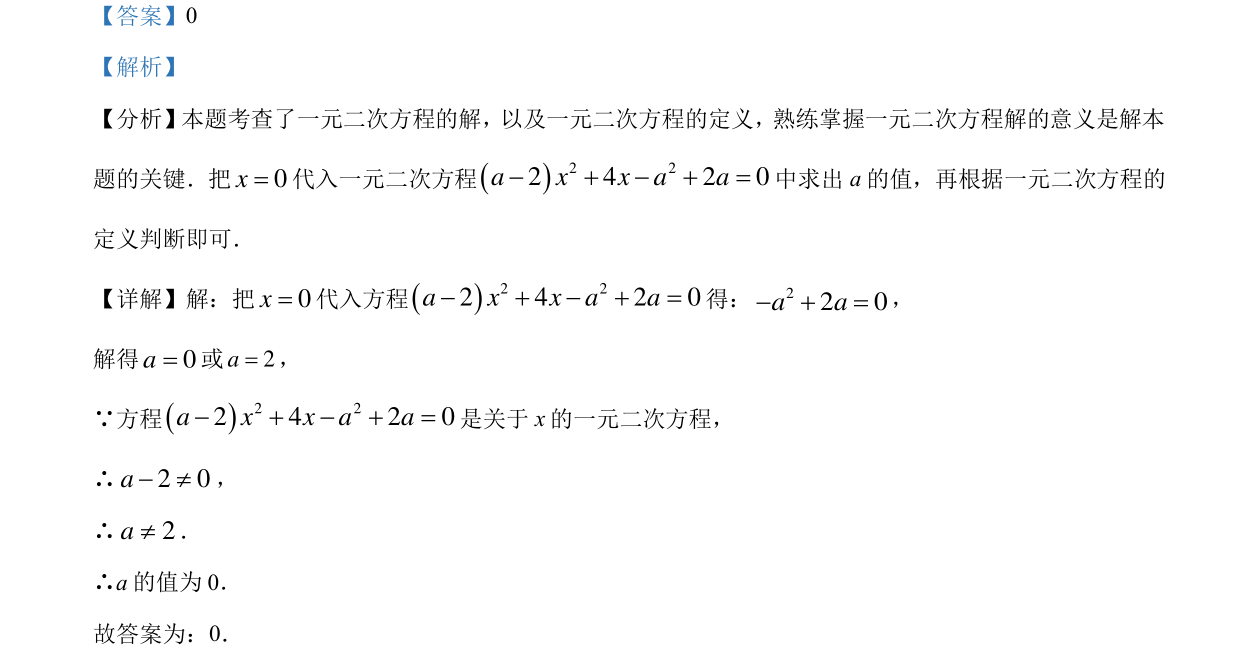 【答案】0
【解析】
【分析】本题考查了一元二次方程的解，以及一元二次方程的定义，熟练掌握一元二次方程解的意义是解本
题的关键．把 x = 0 代入一元二次方程 (a − 2)x² + 4x − a² + 2a = 0 中求出 a 的值，再根据一元二次方程的
定义判断即可．
【详解】解：把 x = 0 代入方程 (a − 2)x² + 4x − a² + 2a = 0 得： −a² + 2a = 0，
解得 a = 0 或 a = 2，
∵方程 (a − 2)x² + 4x − a² + 2a = 0 是关于 x 的一元二次方程，
∴ a − 2 ≠ 0，
∴ a ≠ 2．
∴a 的值为 0．
故答案为：0．